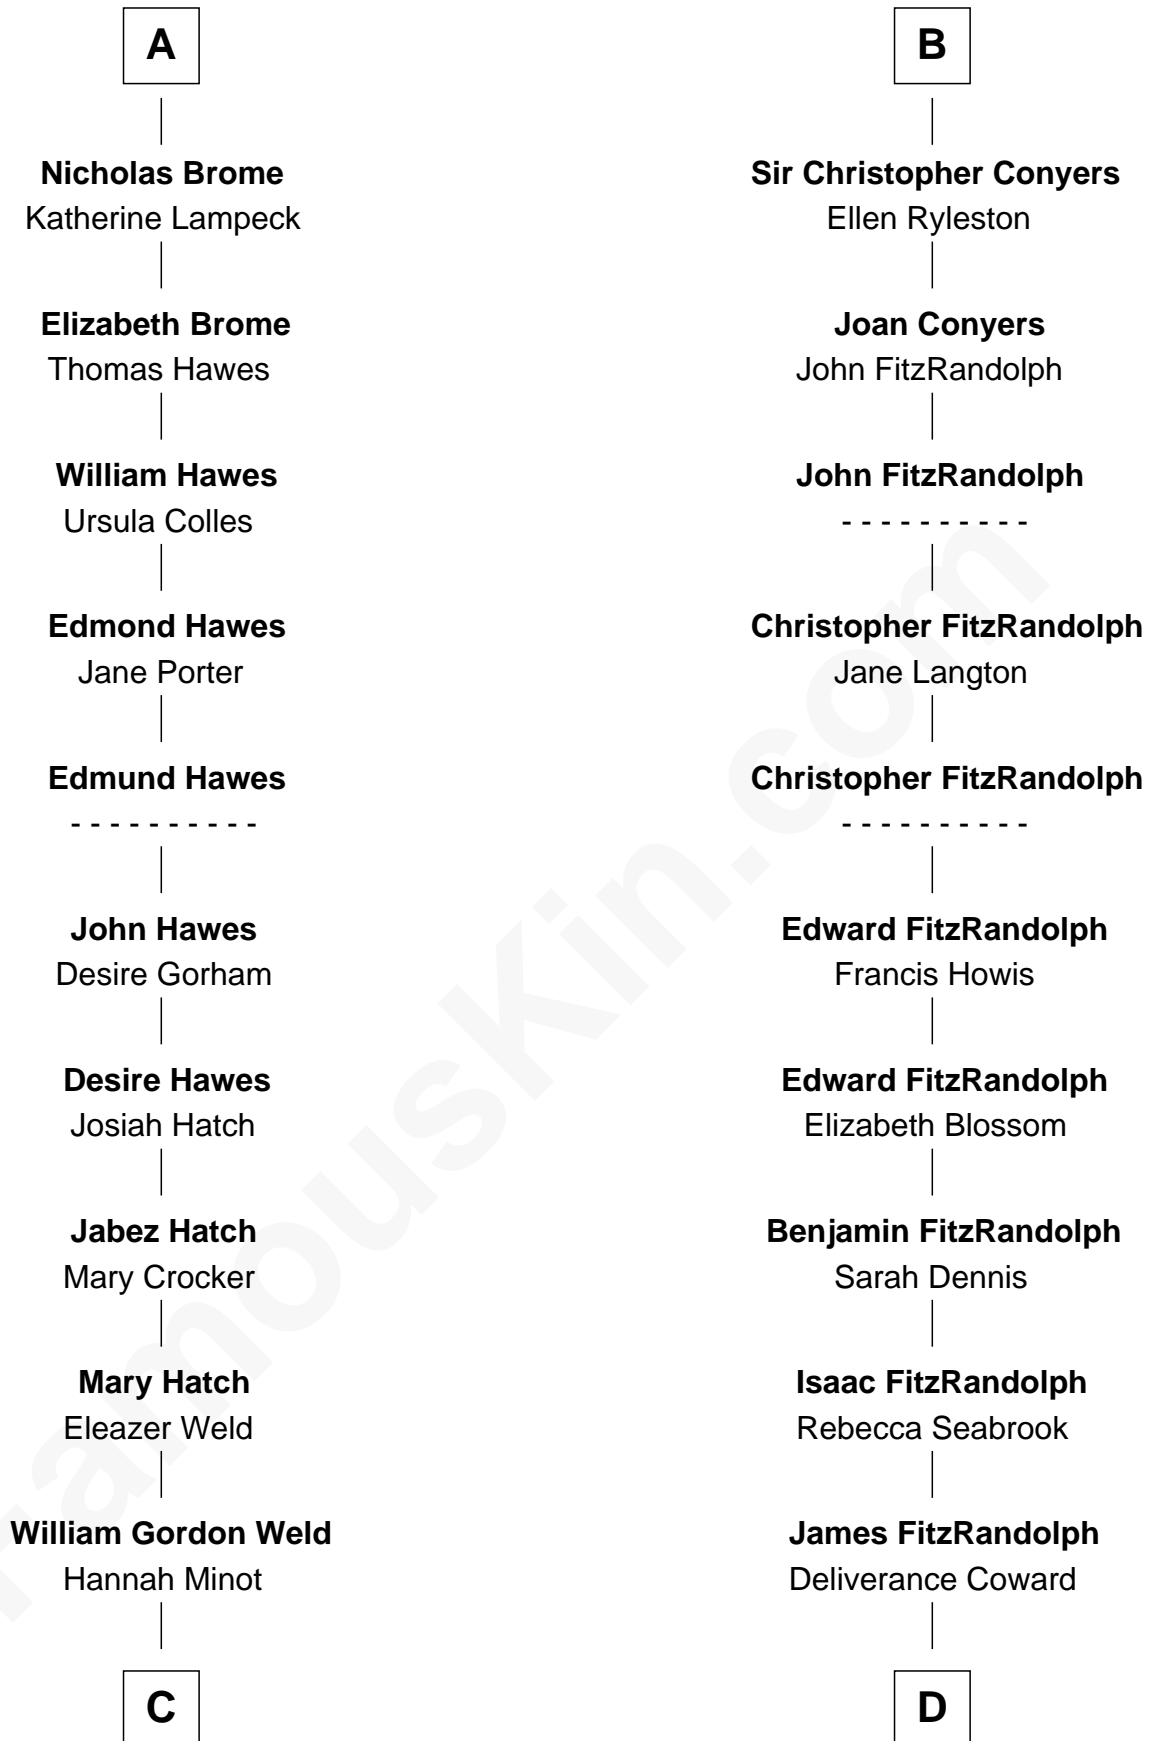 A
Nicholas Brome
Katherine Lampeck
Elizabeth Brome
Thomas Hawes
William Hawes
Ursula Colles
Edmond Hawes
Jane Porter
Edmund Hawes
- - - - - - - - - -
John Hawes
Desire Gorham
Desire Hawes
Josiah Hatch
Jabez Hatch
Mary Crocker
Mary Hatch
Eleazer Weld
William Gordon Weld
Hannah Minot
C
B
Sir Christopher Conyers
Ellen Ryleston
Joan Conyers
John FitzRandolph
John FitzRandolph
- - - - - - - - - -
Christopher FitzRandolph
Jane Langton
Christopher FitzRandolph
- - - - - - - - - -
Edward FitzRandolph
Francis Howis
Edward FitzRandolph
Elizabeth Blossom
Benjamin FitzRandolph
Sarah Dennis
Isaac FitzRandolph
Rebecca Seabrook
James FitzRandolph
Deliverance Coward
D
FamousKin.com